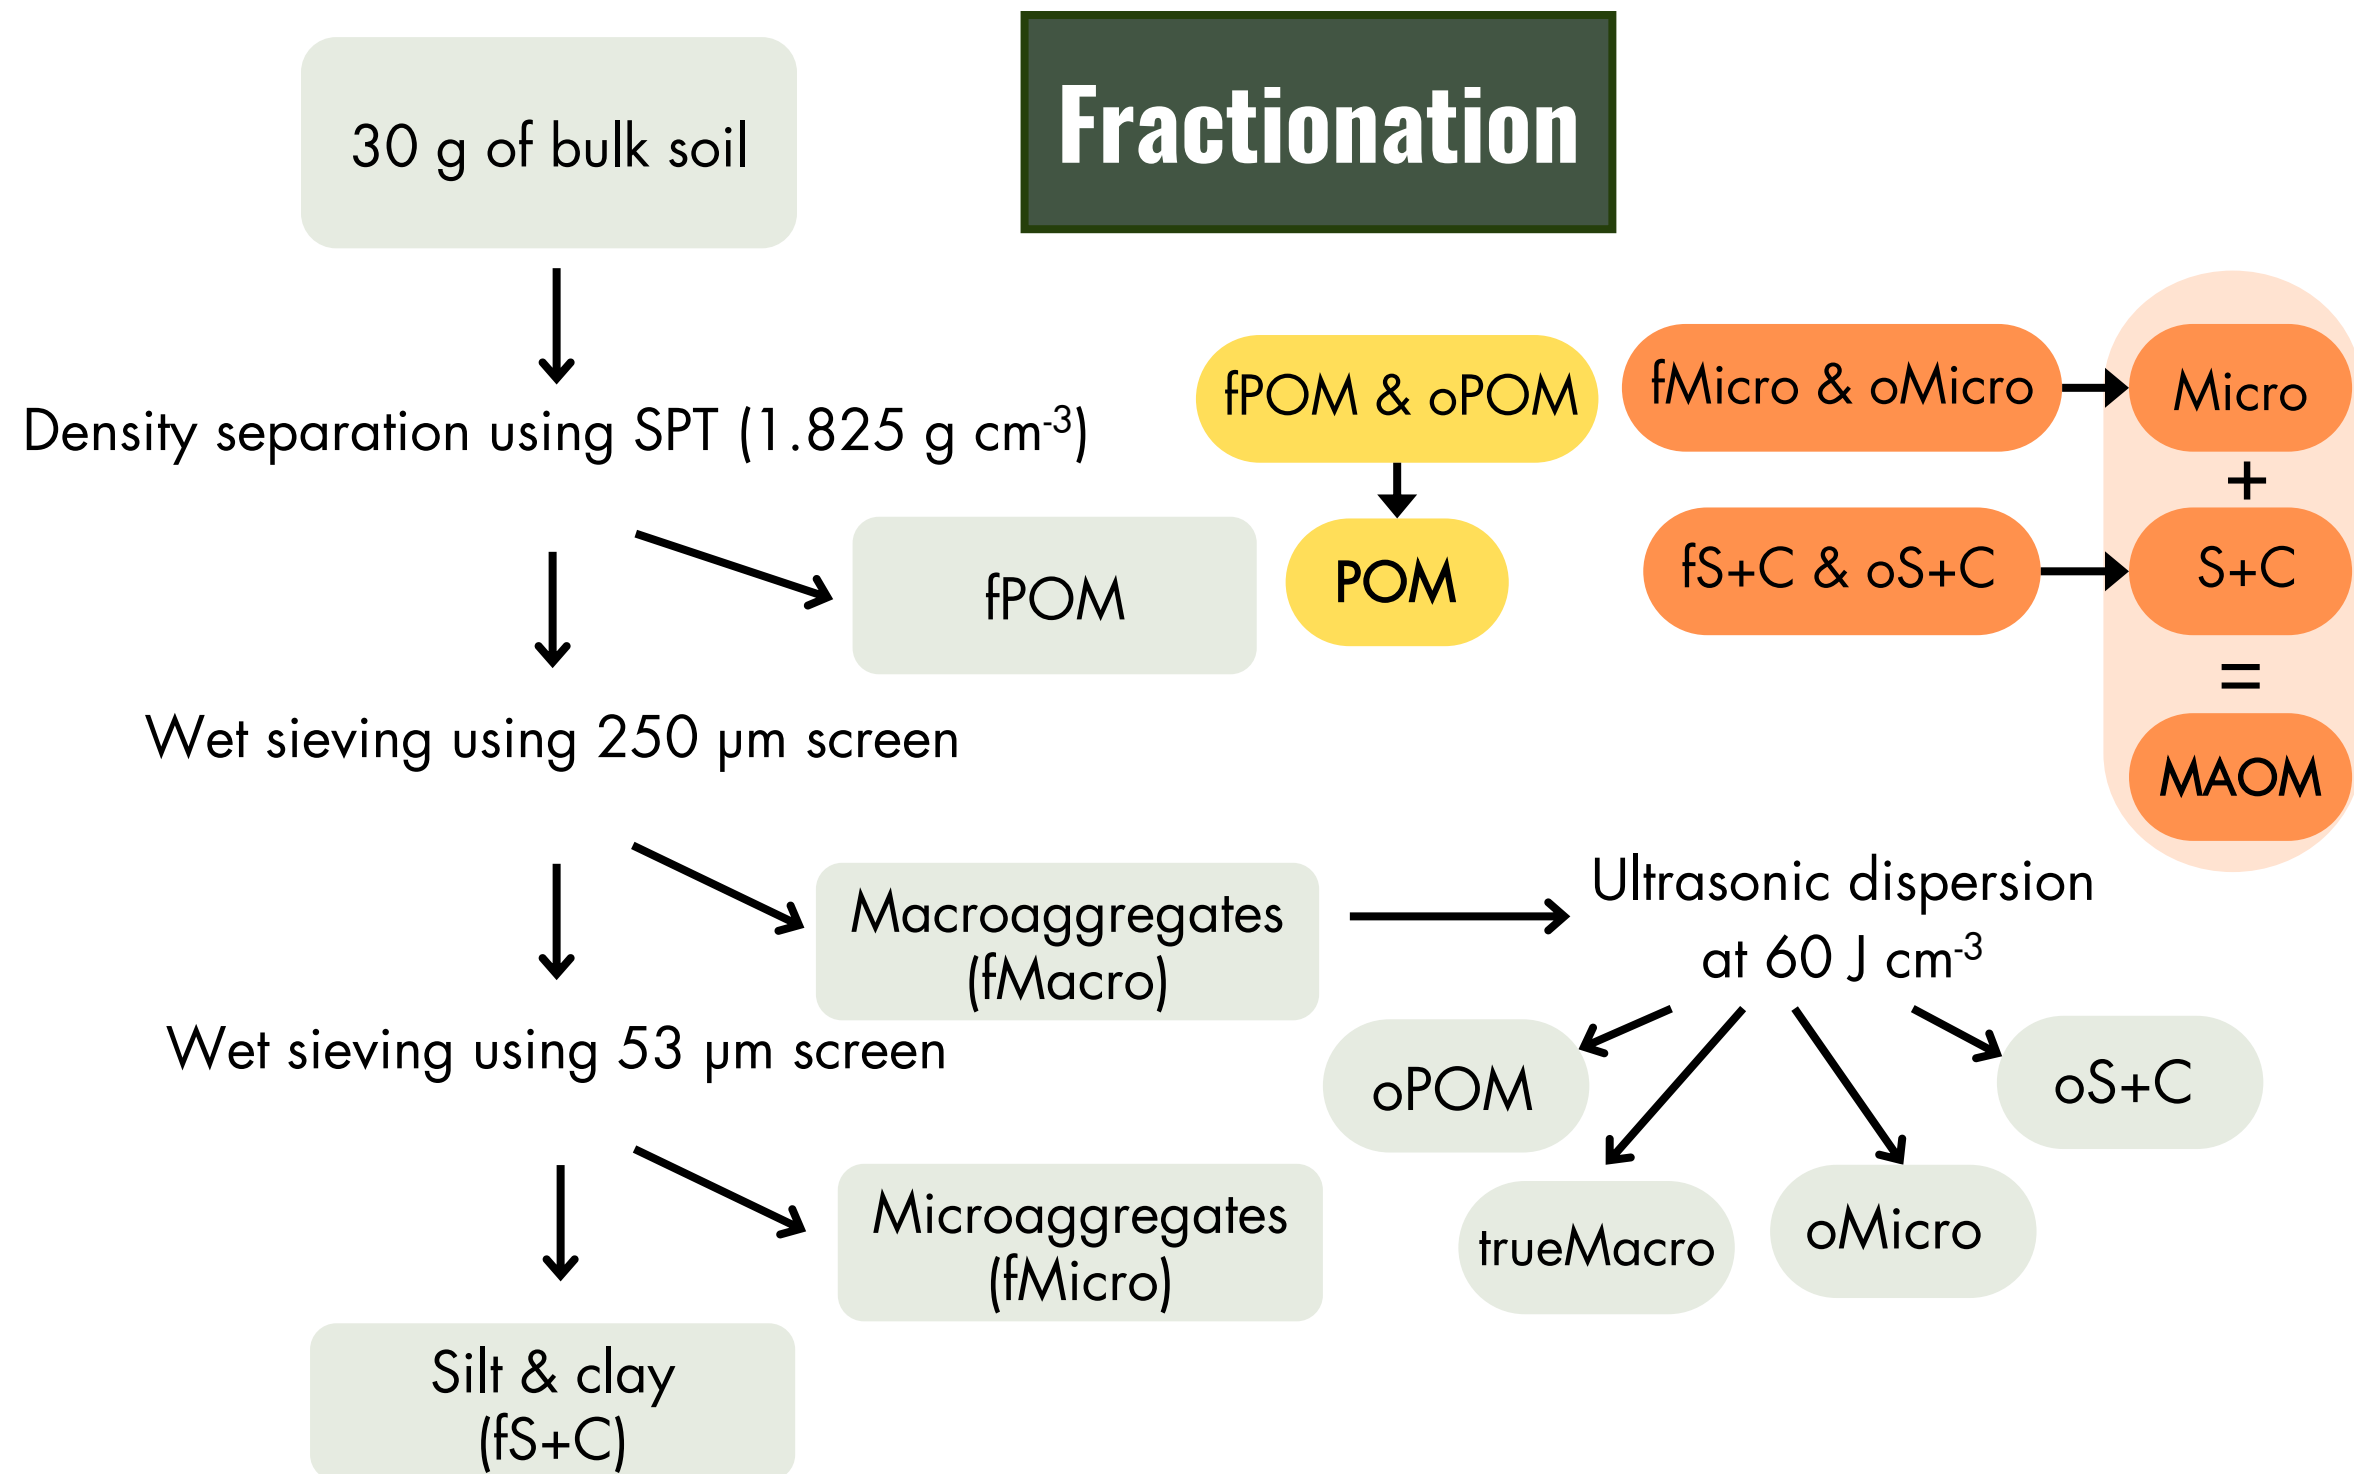 Fractionation
30 g of bulk soil
Density separation using SPT (1.825 g cm⁻³)
fPOM
Wet sieving using 250 µm screen
Macroaggregates
(fMacro)
Wet sieving using 53 µm screen
Microaggregates
(fMicro)
Silt & clay
(fS+C)
Ultrasonic dispersion
at 60 J cm⁻³
oPOM
trueMacro
oMicro
oS+C
fPOM & oPOM
POM
fMicro & oMicro
Micro
+
fS+C & oS+C
S+C
=
MAOM